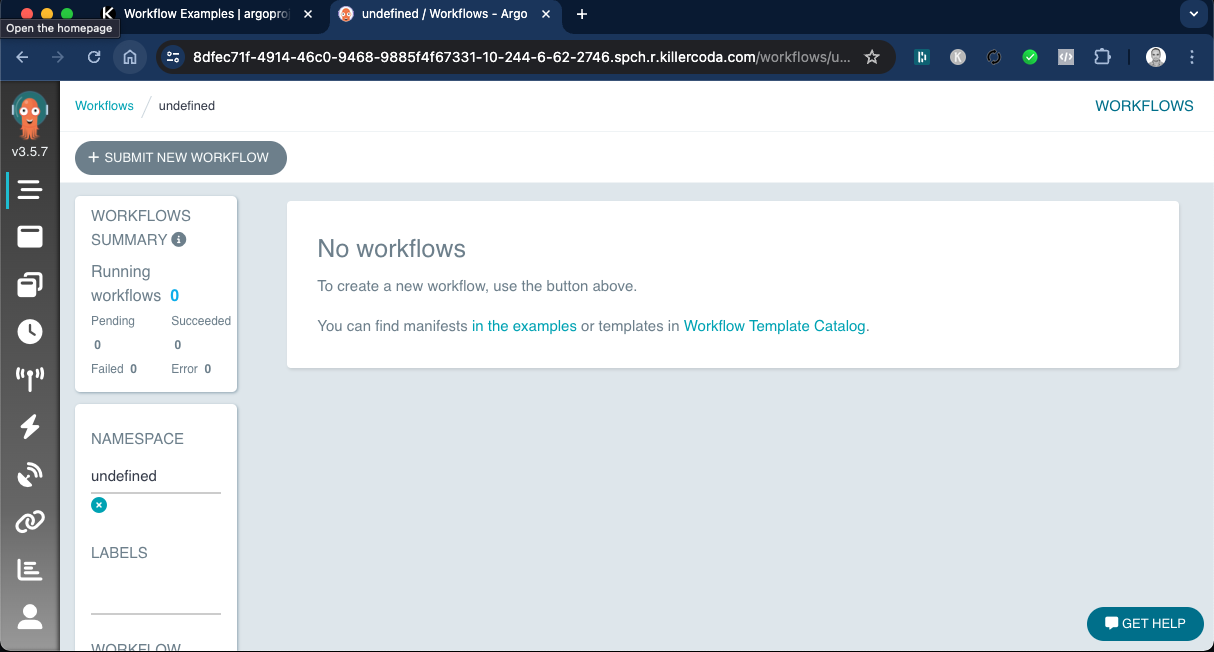 Workflow Examples | argoproj
undefined / Workflows - Argo
Open the homepage
8dfec71f-4914-46c0-9468-9885f4f67331-10-244-6-62-2746.spch.r.killercoda.com/workflows/u...
K
v3.5.7
Workflows / undefined
WORKFLOWS
+ SUBMIT NEW WORKFLOW
WORKFLOWS
SUMMARY
Running
workflows 0
Pending Succeeded
0 0
Failed 0 Error 0
NAMESPACE
undefined
LABELS
WORKFLOW
No workflows
To create a new workflow, use the button above.
You can find manifests in the examples or templates in Workflow Template Catalog.
GET HELP